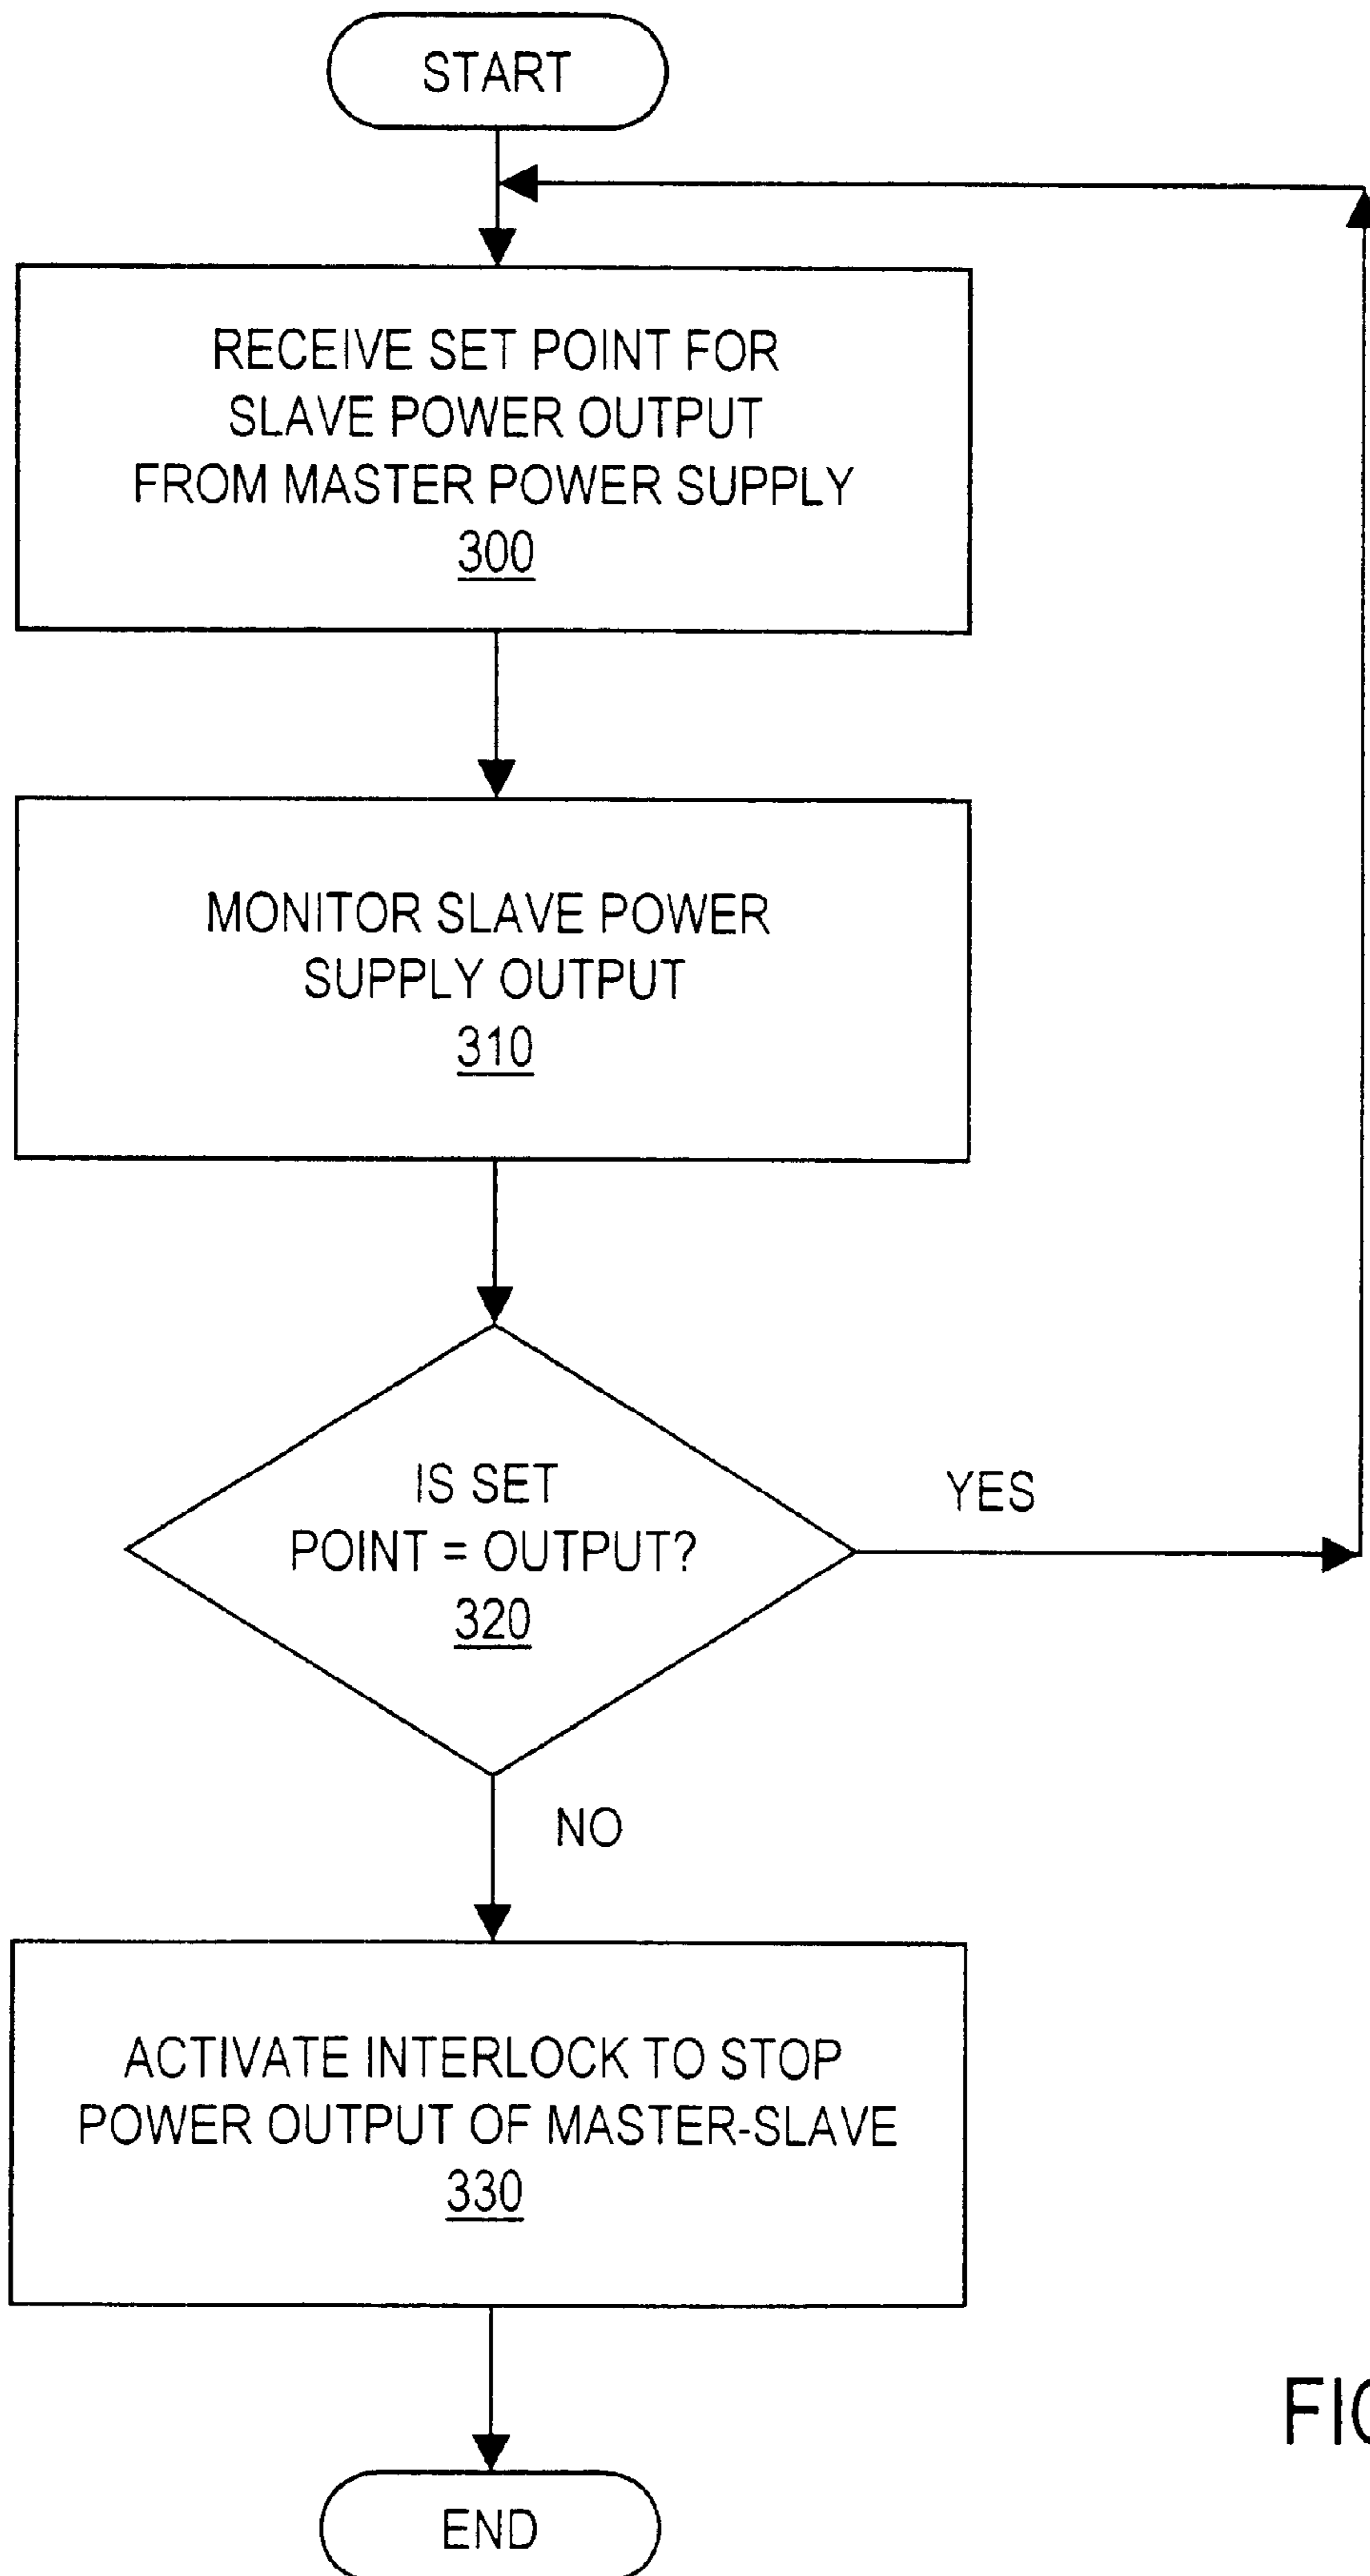 START
RECEIVE SET POINT FOR
SLAVE POWER OUTPUT
FROM MASTER POWER SUPPLY
300
MONITOR SLAVE POWER
SUPPLY OUTPUT
310
IS SET
POINT = OUTPUT?
320
YES
NO
ACTIVATE INTERLOCK TO STOP
POWER OUTPUT OF MASTER-SLAVE
330
END